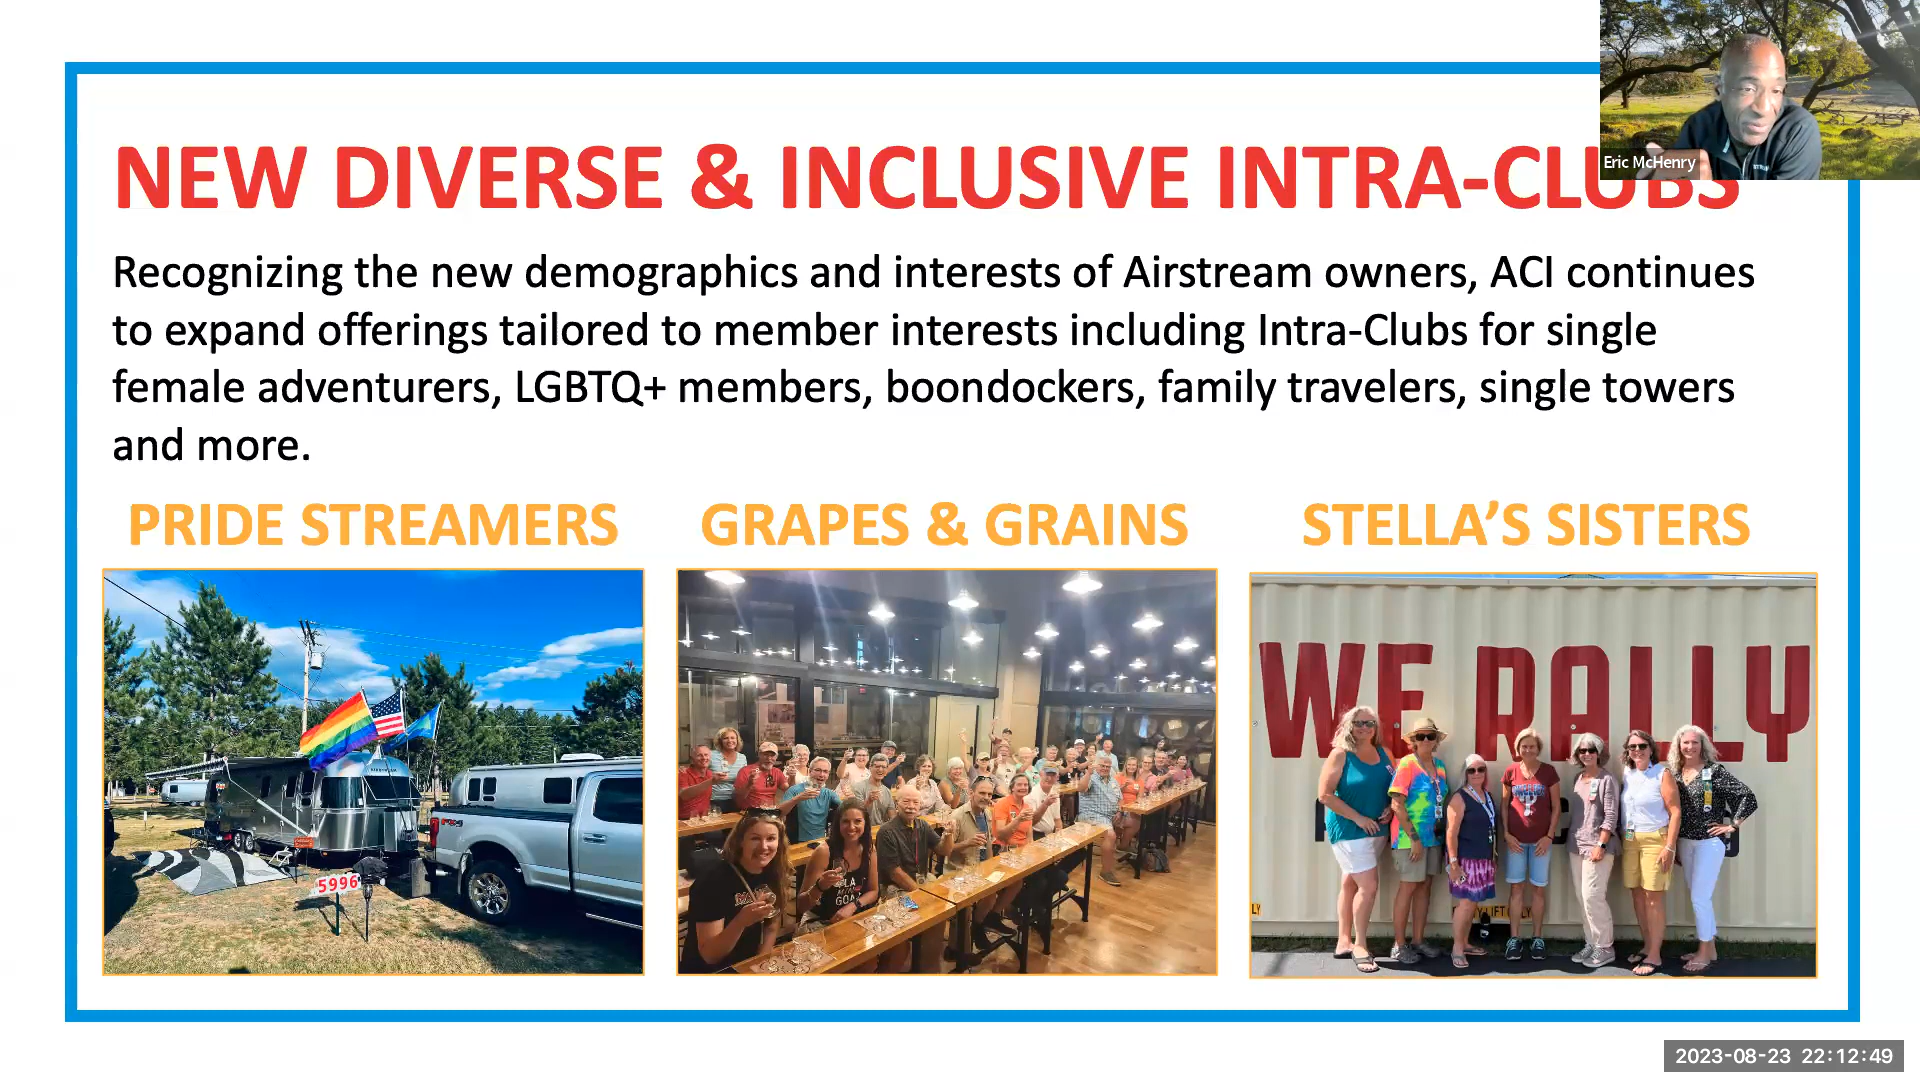 NEW DIVERSE & INCLUSIVE INTRA-CLUBS
Eric McHenry
Recognizing the new demographics and interests of Airstream owners, ACI continues
to expand offerings tailored to member interests including Intra-Clubs for single
female adventurers, LGBTQ+ members, boondockers, family travelers, single towers
and more.
PRIDE STREAMERS
GRAPES & GRAINS
STELLA’S SISTERS
5996
WE RALLY
2023-08-23 22:12:49